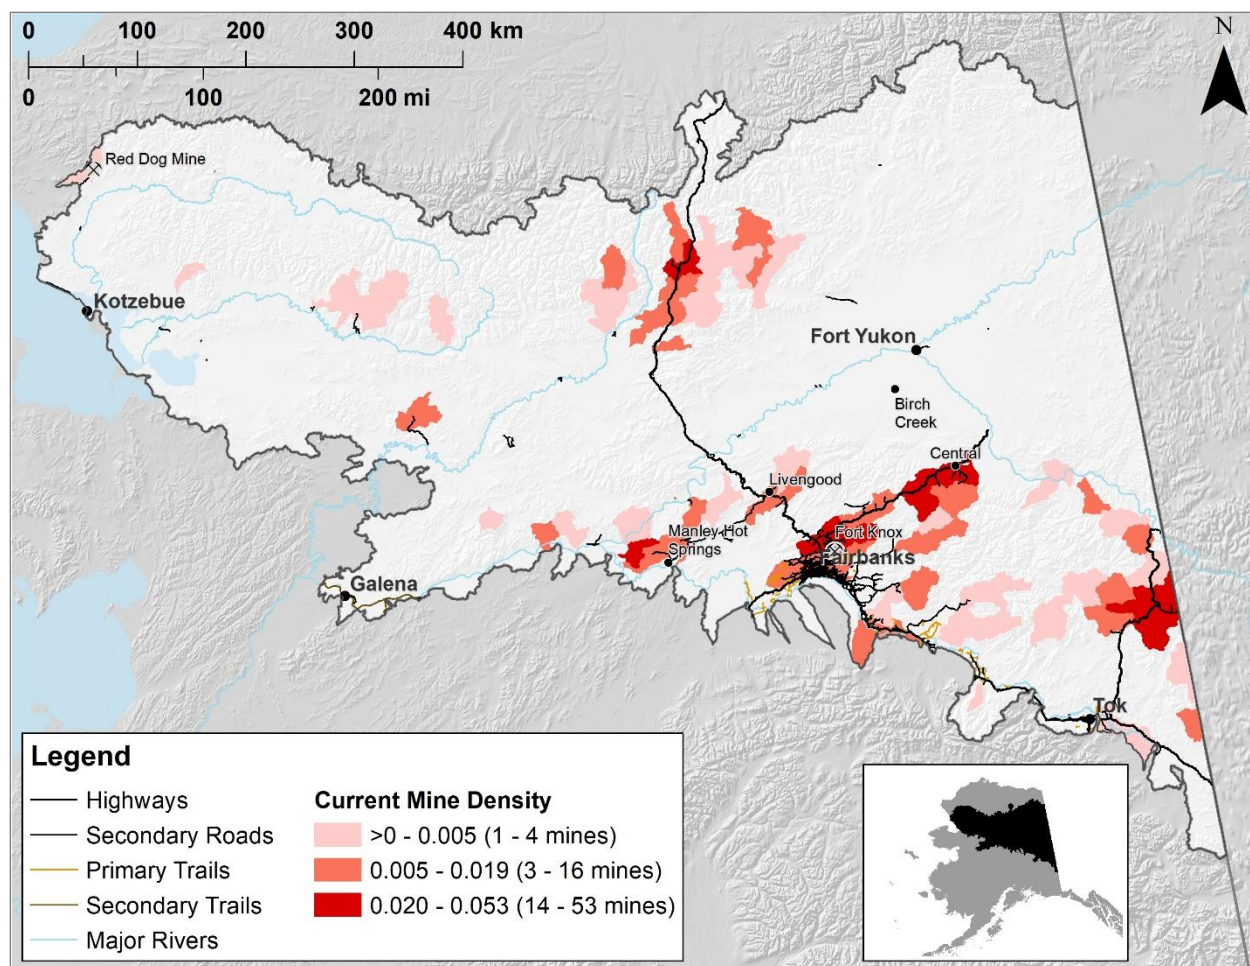 0 100 200 300 400 km
0 100 200 mi
N
Red Dog Mine
Kotzebue
Fort Yukon
Birch
Creek
Central
Livengood
Fort Knox
Manley Hot
Springs
Fairbanks
Galena
Tok
Legend
Highways
Secondary Roads
Primary Trails
Secondary Trails
Major Rivers
Current Mine Density
>0 - 0.005 (1 - 4 mines)
0.005 - 0.019 (3 - 16 mines)
0.020 - 0.053 (14 - 53 mines)